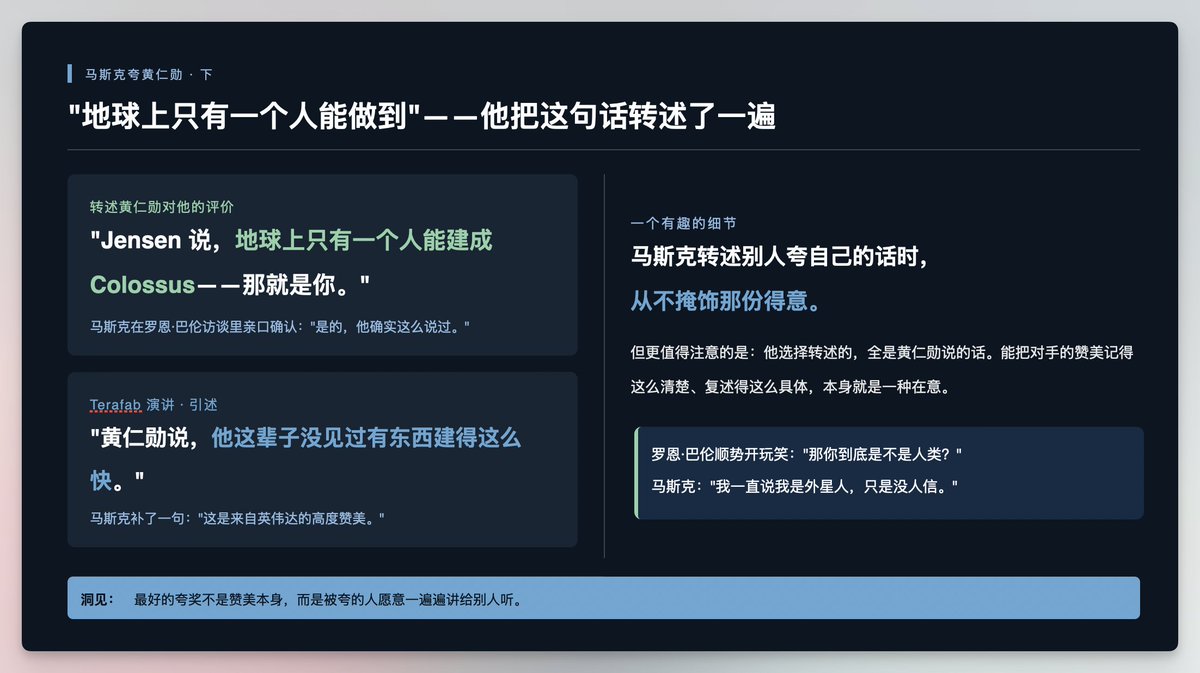 马斯克夸黄仁勋 · 下
"地球上只有一个人能做到"——他把这句话转述了一遍
转述黄仁勋对他的评价
"Jensen 说，地球上只有一个人能建成
Colossus——那就是你。"
马斯克在罗恩·巴伦访谈里亲口确认："是的，他确实这么说过。"
Terafab 演讲 · 引述
"黄仁勋说，他这辈子没见过有东西建得这么
快。"
马斯克补了一句："这是来自英伟达的高度赞美。"
一个有趣的细节
马斯克转述别人夸自己的话时，
从不掩饰那份得意。
但更值得注意的是：他选择转述的，全是黄仁勋说的话。能把对手的赞美记得
这么清楚、复述得这么具体，本身就是一种在意。
罗恩·巴伦顺势开玩笑："那你到底是不是人类？"
马斯克："我一直说我是外星人，只是没人信。"
洞见： 最好的夸奖不是赞美本身，而是被夸的人愿意一遍遍讲给别人听。